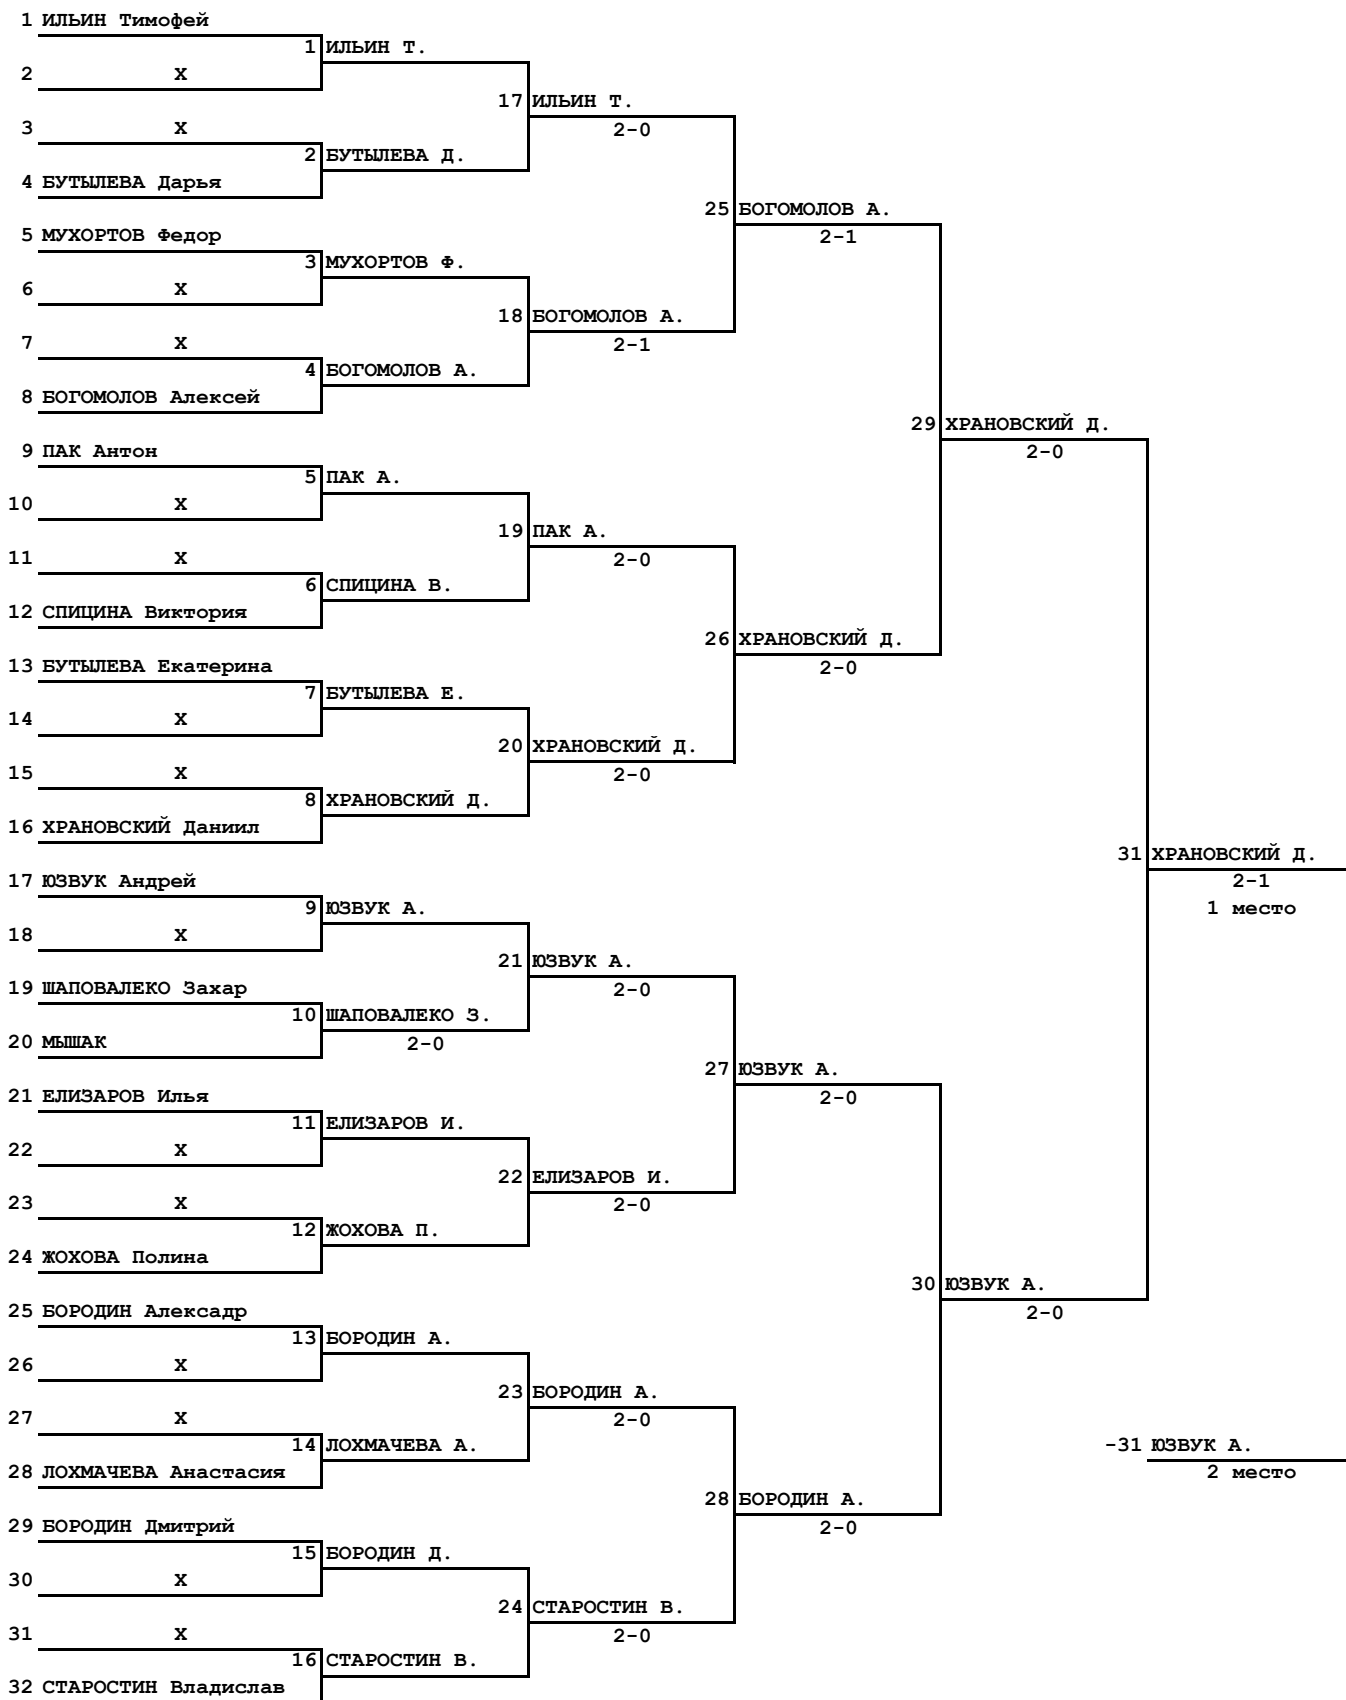 1 ИЛЬИН Тимофей
1 ИЛЬИН Т.
2 X
17 ИЛЬИН Т.
2-0
3 X
2 БУТЫЛЕВА Д.
4 БУТЫЛЕВА Дарья
25 БОГОМОЛОВ А.
2-1
5 МУХОРТОВ Федор
3 МУХОРТОВ Ф.
6 X
18 БОГОМОЛОВ А.
2-1
7 X
4 БОГОМОЛОВ А.
8 БОГОМОЛОВ Алексей
29 ХРАНОВСКИЙ Д.
2-0
9 ПАК Антон
5 ПАК А.
10 X
19 ПАК А.
2-0
11 X
6 СПИЦИНА В.
12 СПИЦИНА Виктория
26 ХРАНОВСКИЙ Д.
2-0
13 БУТЫЛЕВА Екатерина
7 БУТЫЛЕВА Е.
14 X
20 ХРАНОВСКИЙ Д.
2-0
15 X
8 ХРАНОВСКИЙ Д.
16 ХРАНОВСКИЙ Даниил
31 ХРАНОВСКИЙ Д.
2-1
1 место
17 ЮЗВУК Андрей
9 ЮЗВУК А.
18 X
21 ЮЗВУК А.
2-0
19 ШАПОВАЛЕКО Захар
10 ШАПОВАЛЕКО З.
2-0
20 МЫШАК
27 ЮЗВУК А.
2-0
21 ЕЛИЗАРОВ Илья
11 ЕЛИЗАРОВ И.
22 X
22 ЕЛИЗАРОВ И.
2-0
23 X
12 ЖОХОВА П.
24 ЖОХОВА Полина
30 ЮЗВУК А.
2-0
25 БОРОДИН Алексадр
13 БОРОДИН А.
26 X
23 БОРОДИН А.
2-0
27 X
14 ЛОХМАЧЕВА А.
28 ЛОХМАЧЕВА Анастасия
-31 ЮЗВУК А.
2 место
28 БОРОДИН А.
2-0
29 БОРОДИН Дмитрий
15 БОРОДИН Д.
30 X
24 СТАРОСТИН В.
2-0
31 X
16 СТАРОСТИН В.
32 СТАРОСТИН Владислав